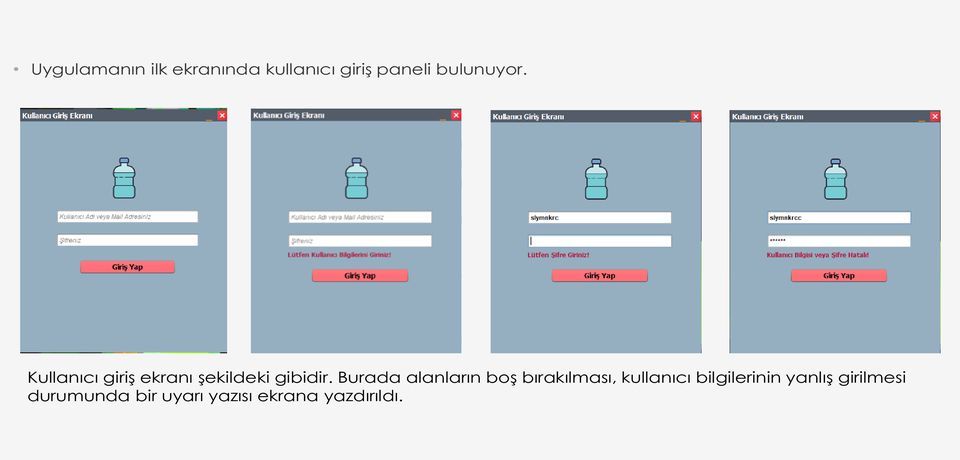 • Uygulamanın ilk ekranında kullanıcı giriş paneli bulunuyor.
Kullanıcı Giriş Ekranı
Kullanıcı Adı veya Mail Adresiniz
Şifreniz
Giriş Yap
Kullanıcı Giriş Ekranı
Kullanıcı Adı veya Mail Adresiniz
Şifreniz
Lütfen Kullanıcı Bilgilerini Giriniz!
Giriş Yap
Kullanıcı Giriş Ekranı
slymnkrc
Lütfen Şifre Giriniz!
Giriş Yap
Kullanıcı Giriş Ekranı
slymnkrcc
******
Kullanıcı Bilgisi veya Şifre Hatalı!
Giriş Yap
Kullanıcı giriş ekranı şekildeki gibidir. Burada alanların boş bırakılması, kullanıcı bilgilerinin yanlış girilmesi
durumunda bir uyarı yazısı ekrana yazdırıldı.